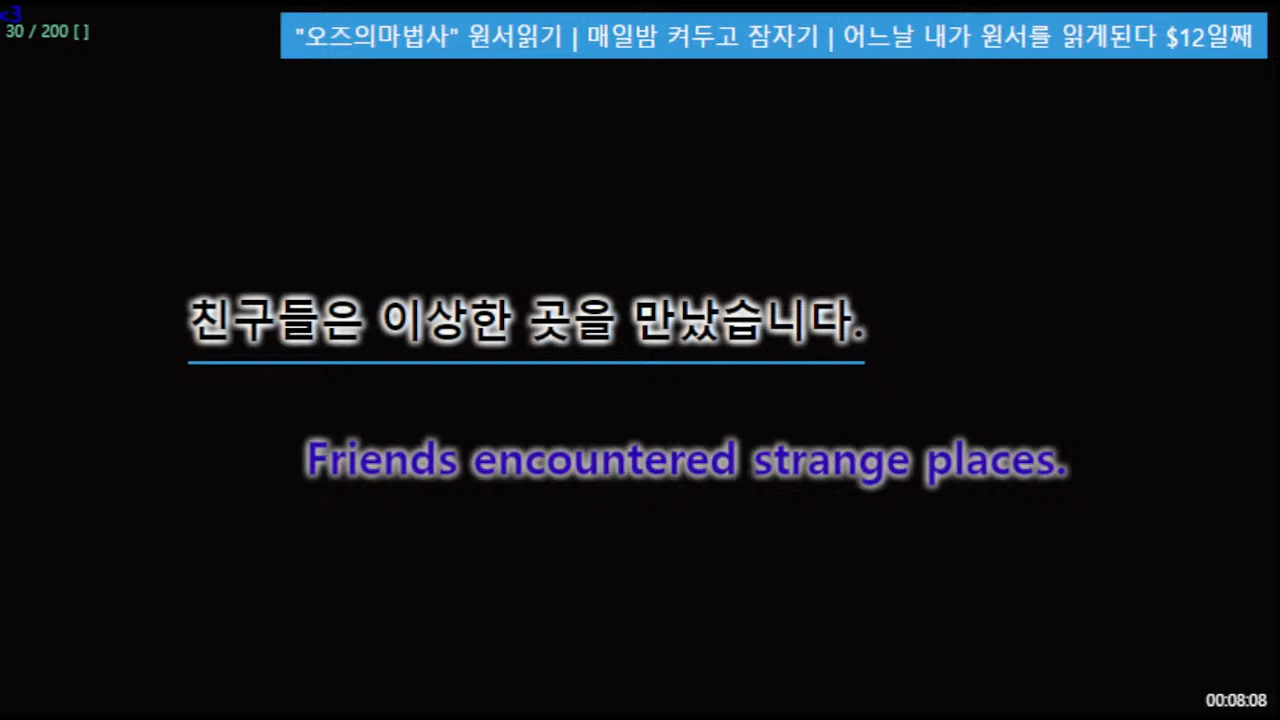 <3
30 / 200 [ ]
"오즈의마법사" 원서읽기 | 매일밤 켜두고 잠자기 | 어느날 내가 원서를 읽게된다 $12일째
친구들은 이상한 곳을 만났습니다.
Friends encountered strange places.
00:08:08